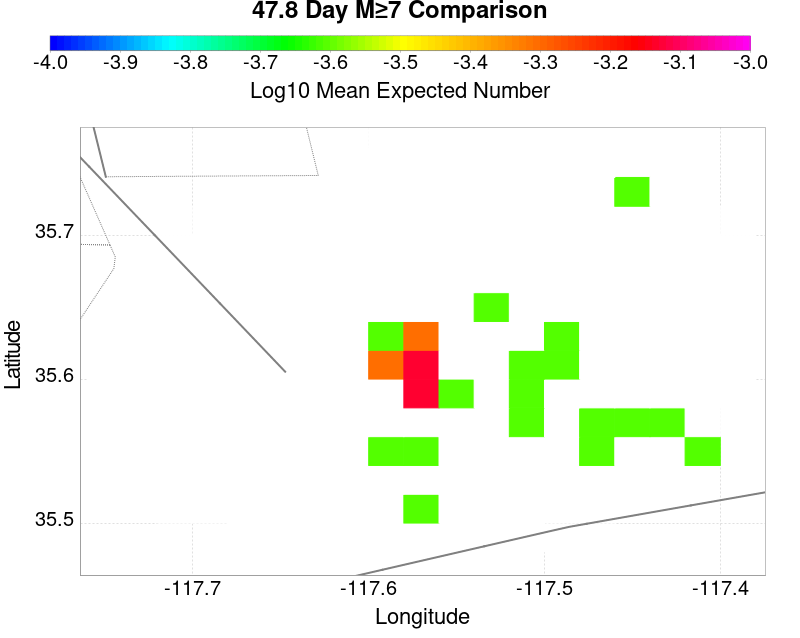 47.8 Day M≥7 Comparison
-4.0 -3.9 -3.8 -3.7 -3.6 -3.5 -3.4 -3.3 -3.2 -3.1 -3.0
Log10 Mean Expected Number
35.7
35.6
35.5
Latitude
-117.7 -117.6 -117.5 -117.4
Longitude